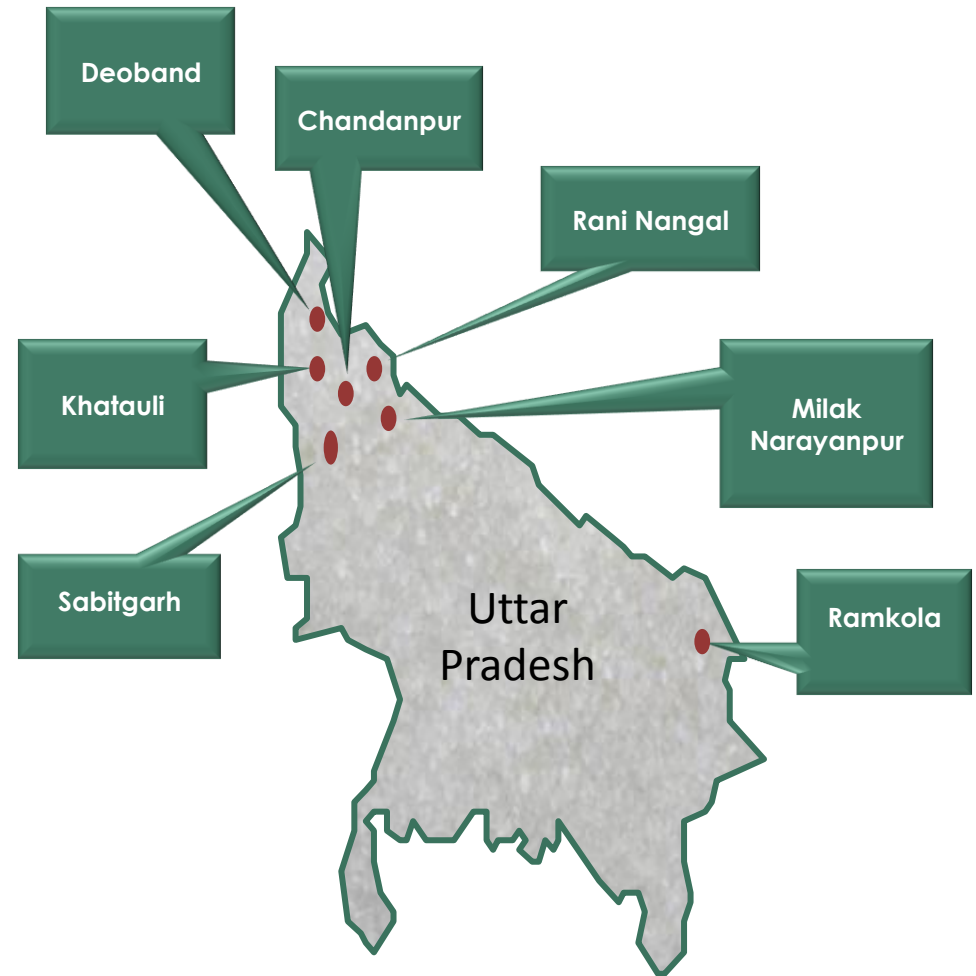 Deoband
Chandanpur
Rani Nangal
Khatauli
Milak
Narayanpur
Sabitgarh
Uttar
Pradesh
Ramkola